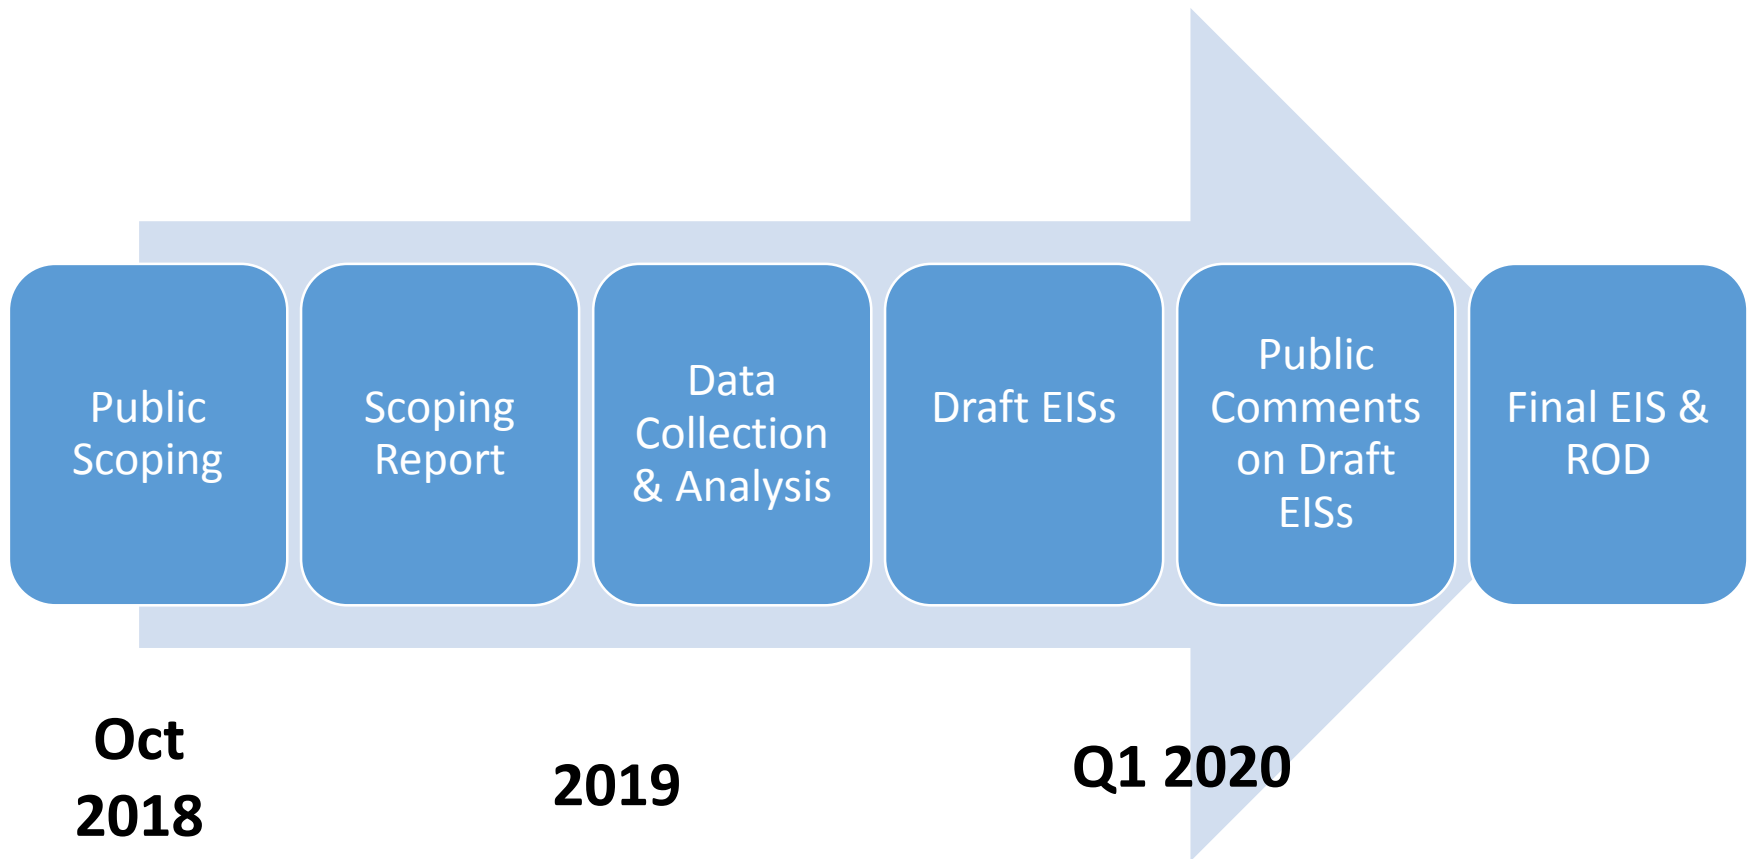 Public
Scoping
Scoping
Report
Data
Collection
& Analysis
Draft EISs
Public
Comments
on Draft
EISs
Final EIS &
ROD
Oct
2018
2019
Q1 2020